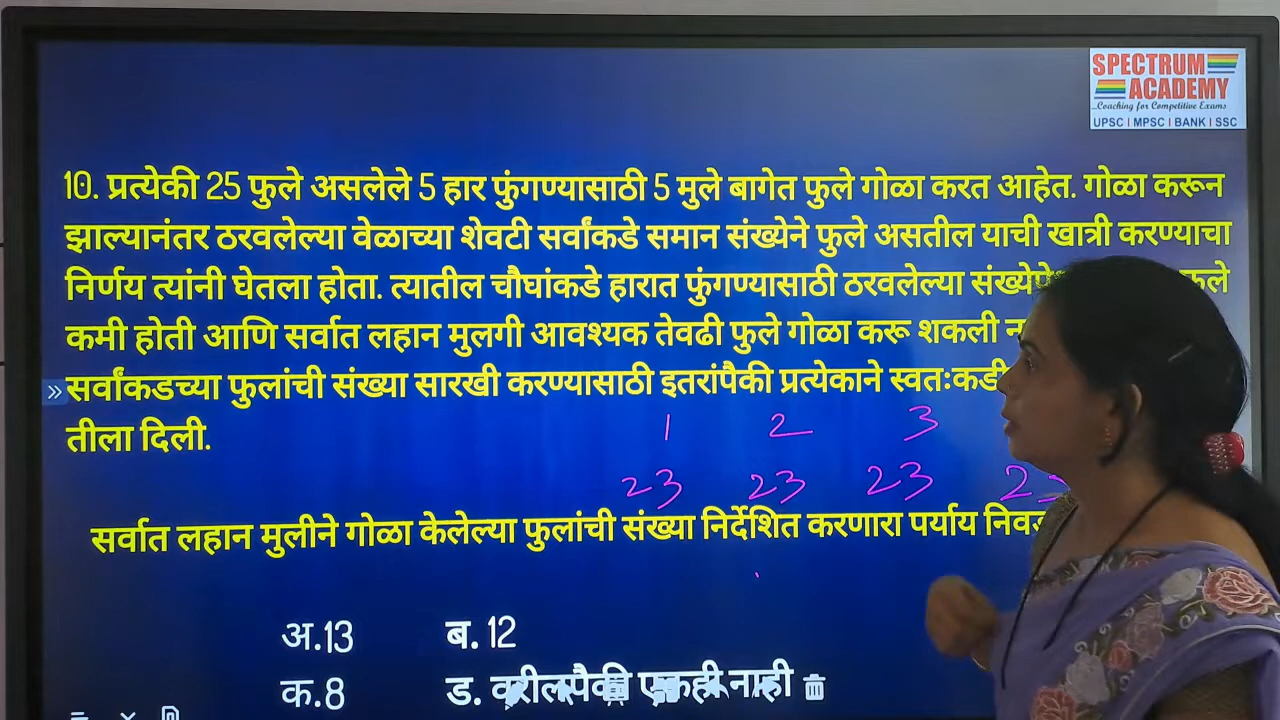 SPECTRUM
ACADEMY
...Coaching for Competitive Exams
UPSC | MPSC | BANK | SSC
10. प्रत्येकी 25 फुले असलेले 5 हार फुंगण्यासाठी 5 मुले बागेत फुले गोळा करत आहेत. गोळा करून
झाल्यानंतर ठरवलेल्या वेळाच्या शेवटी सर्वांकडे समान संख्येने फुले असतील याची खात्री करण्याचा
निर्णय त्यांनी घेतला होता. त्यातील चौघांकडे हारात फुंगण्यासाठी ठरवलेल्या फुले
कमी होती आणि सर्वात लहान मुलगी आवश्यक तेवढी फुले गोळा करू शकली
सर्वांकडच्या फुलांची संख्या सारखी करण्यासाठी इतरांपैकी प्रत्येकाने
तीला दिली.
1 2 3
23 23 23
सर्वात लहान मुलीने गोळा केलेल्या फुलांची संख्या निर्देशित करणारा पर्याय
अ.13 ब. 12
क.8 ड. वरीलपैकी एकही नाही